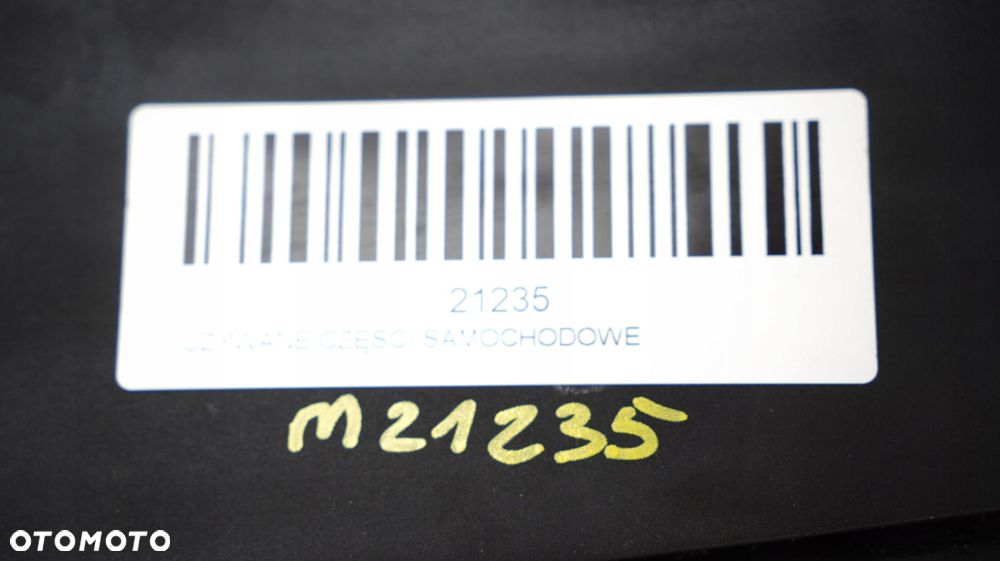 21235
UŻYWANE CZĘŚCI SAMOCHODOWE
M21235
OTOMOTO